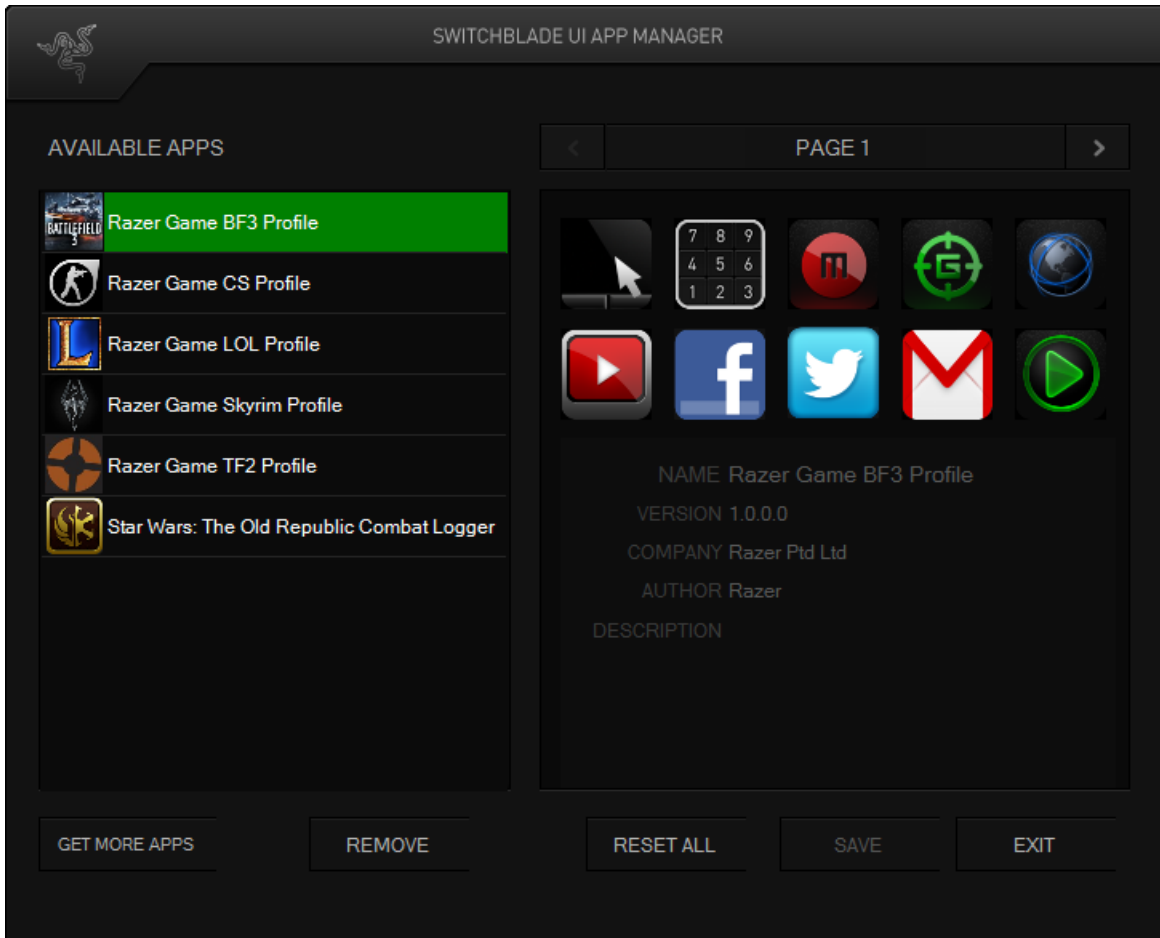 SWITCHBLADE UI APP MANAGER
AVAILABLE APPS
< PAGE 1 >
BATTLEFIELD
3
Razer Game BF3 Profile
Razer Game CS Profile
L
Razer Game LOL Profile
Razer Game Skyrim Profile
Razer Game TF2 Profile
Star Wars: The Old Republic Combat Logger
7 8 9
4 5 6
1 2 3
m
G
f
M
NAME Razer Game BF3 Profile
VERSION 1.0.0.0
COMPANY Razer Ptd Ltd
AUTHOR Razer
DESCRIPTION
GET MORE APPS
REMOVE
RESET ALL
SAVE
EXIT